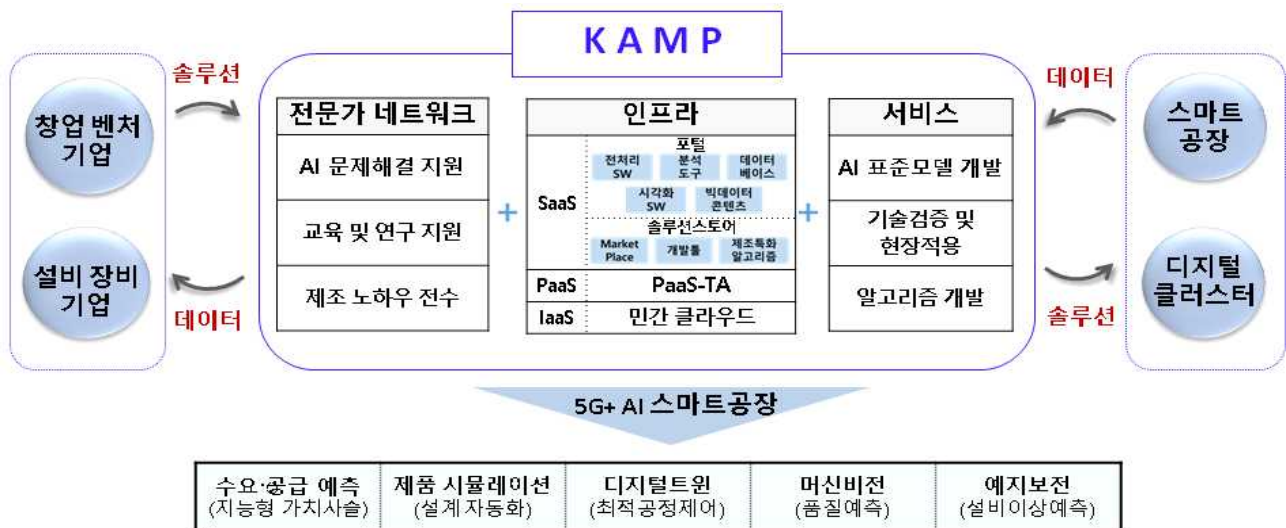 KAMP
솔루션
데이터
창업 벤처
기업
설비 장비
기업
데이터
솔루션
스마트
공장
디지털
클러스터
전문가 네트워크
AI 문제해결 지원
교육 및 연구 지원
제조 노하우 전수
+
인프라
SaaS
포털
전처리
SW
분석
도구
데이터
베이스
시각화
SW
빅데이터
콘텐츠
솔루션스토어
Market
Place
개발툴
제조특화
알고리즘
PaaS
PaaS-TA
IaaS
민간 클라우드
+
서비스
AI 표준모델 개발
기술검증 및
현장적용
알고리즘 개발
5G+ AI 스마트공장
수요·공급 예측
(지능형 가치사슬)
제품 시뮬레이션
(설계자동화)
디지털트윈
(최적공정제어)
머신비전
(품질예측)
예지보전
(설비이상예측)